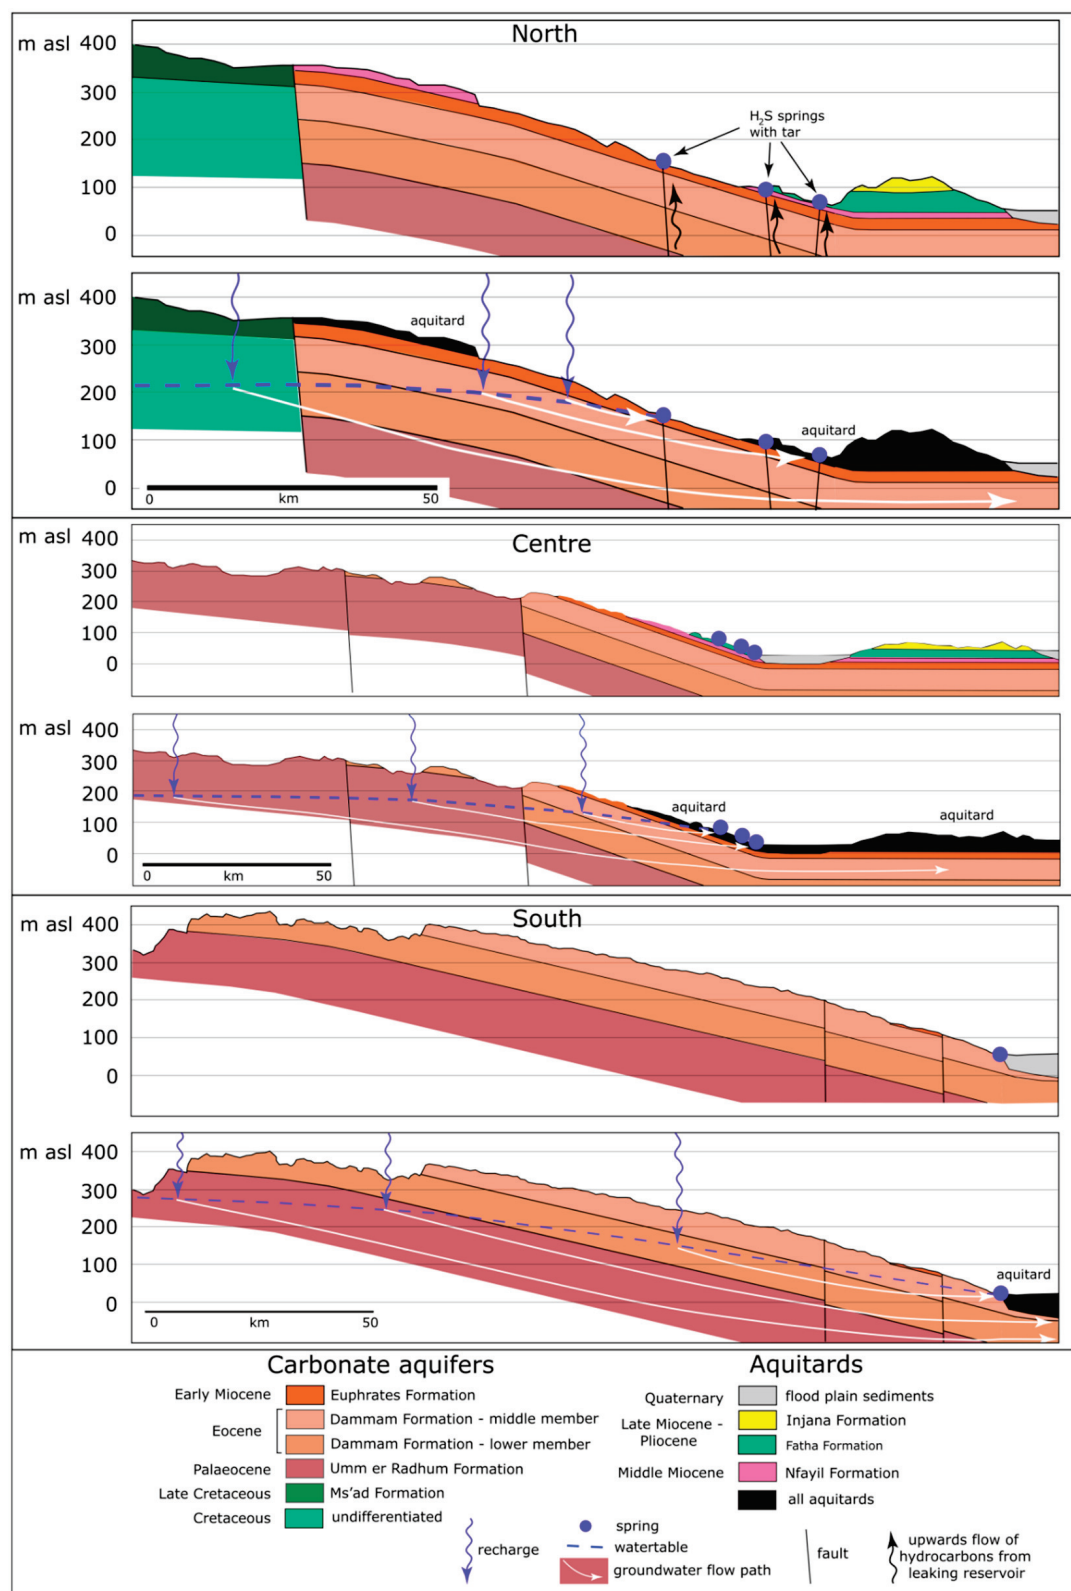 North
m asl
400
300
200
100
0
H2S springs
with tar
m asl
400
300
200
100
0
aquitard
aquitard
0
km
50
Centre
m asl
400
300
200
100
0
m asl
400
300
200
100
0
aquitard
aquitard
0
km
50
South
m asl
400
300
200
100
0
m asl
400
300
200
100
0
aquitard
0
km
50
Carbonate aquifers
Early Miocene
Euphrates Formation
Eocene
Dammam Formation - middle member
Dammam Formation - lower member
Palaeocene
Umm er Radhum Formation
Late Cretaceous
Ms'ad Formation
Cretaceous
undifferentiated
Aquitards
Quaternary
flood plain sediments
Late Miocene -
Pliocene
Injana Formation
Fatha Formation
Middle Miocene
Nfayil Formation
all aquitards
recharge
spring
watertable
groundwater flow path
fault
upwards flow of
hydrocarbons from
leaking reservoir